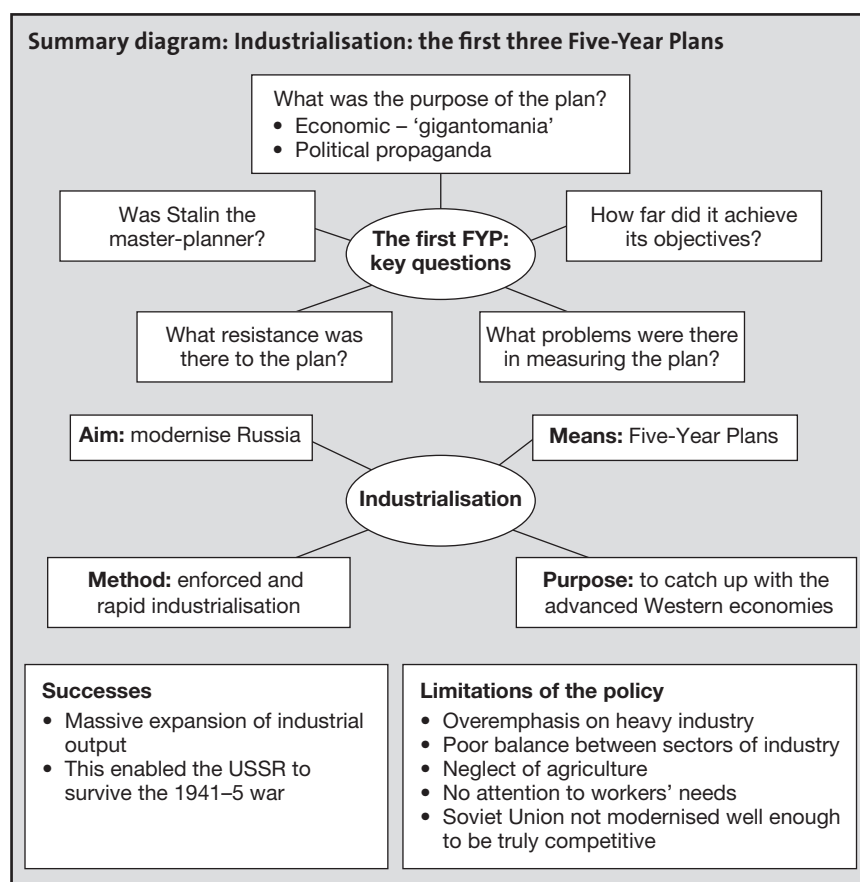 Summary diagram: Industrialisation: the first three Five-Year Plans
What was the purpose of the plan?
• Economic – ‘gigantomania’
• Political propaganda
Was Stalin the
master-planner?
The first FYP:
key questions
How far did it achieve
its objectives?
What resistance was
there to the plan?
What problems were there
in measuring the plan?
Aim: modernise Russia
Means: Five-Year Plans
Industrialisation
Method: enforced and
rapid industrialisation
Purpose: to catch up with the
advanced Western economies
Successes
• Massive expansion of industrial
output
• This enabled the USSR to
survive the 1941–5 war
Limitations of the policy
• Overemphasis on heavy industry
• Poor balance between sectors of industry
• Neglect of agriculture
• No attention to workers’ needs
• Soviet Union not modernised well enough
to be truly competitive